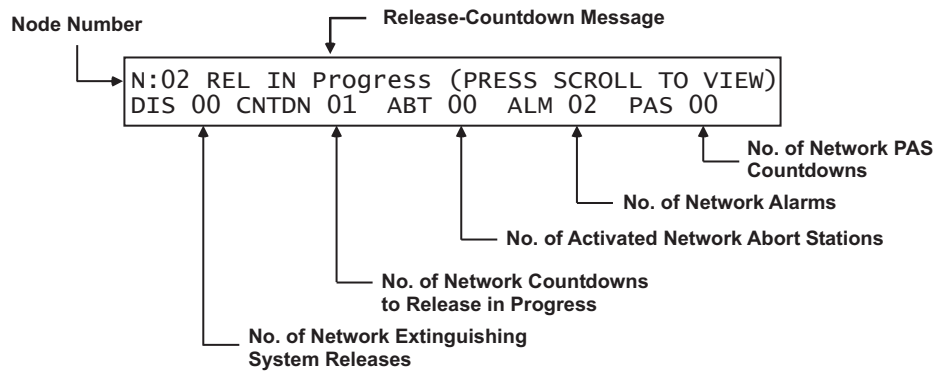 Release-Countdown Message
Node Number
N:02 REL IN Progress (PRESS SCROLL TO VIEW)
DIS 00 CNTDN 01 ABT 00 ALM 02 PAS 00
No. of Network PAS
Countdowns
No. of Network Alarms
No. of Activated Network Abort Stations
No. of Network Countdowns
to Release in Progress
No. of Network Extinguishing
System Releases